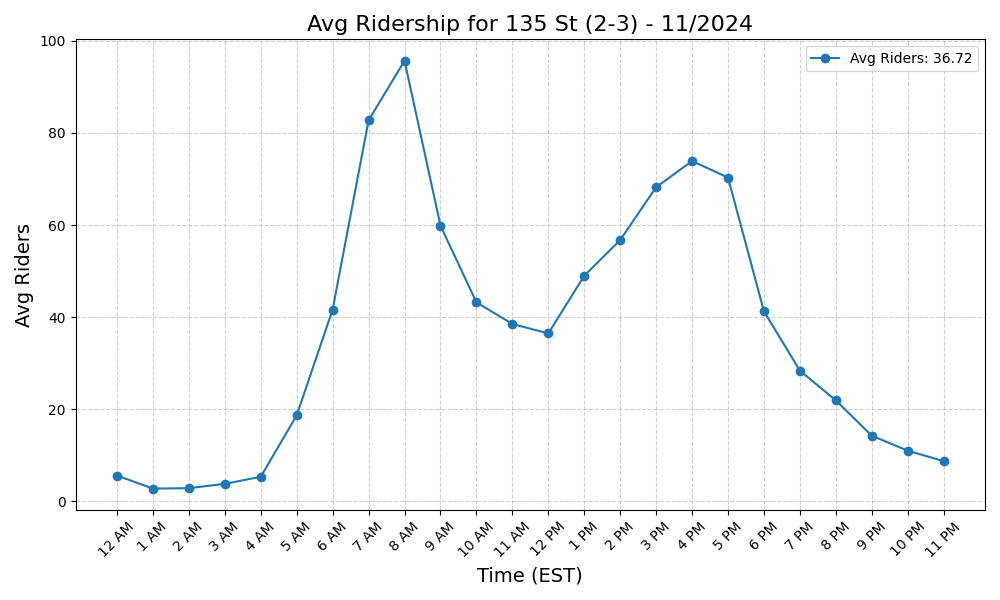 Avg Ridership for 135 St (2-3) - 11/2024
Avg Riders: 36.72
Avg Riders
100
80
60
40
20
0
12 AM
1 AM
2 AM
3 AM
4 AM
5 AM
6 AM
7 AM
8 AM
9 AM
10 AM
11 AM
12 PM
1 PM
2 PM
3 PM
4 PM
5 PM
6 PM
7 PM
8 PM
9 PM
10 PM
11 PM
Time (EST)